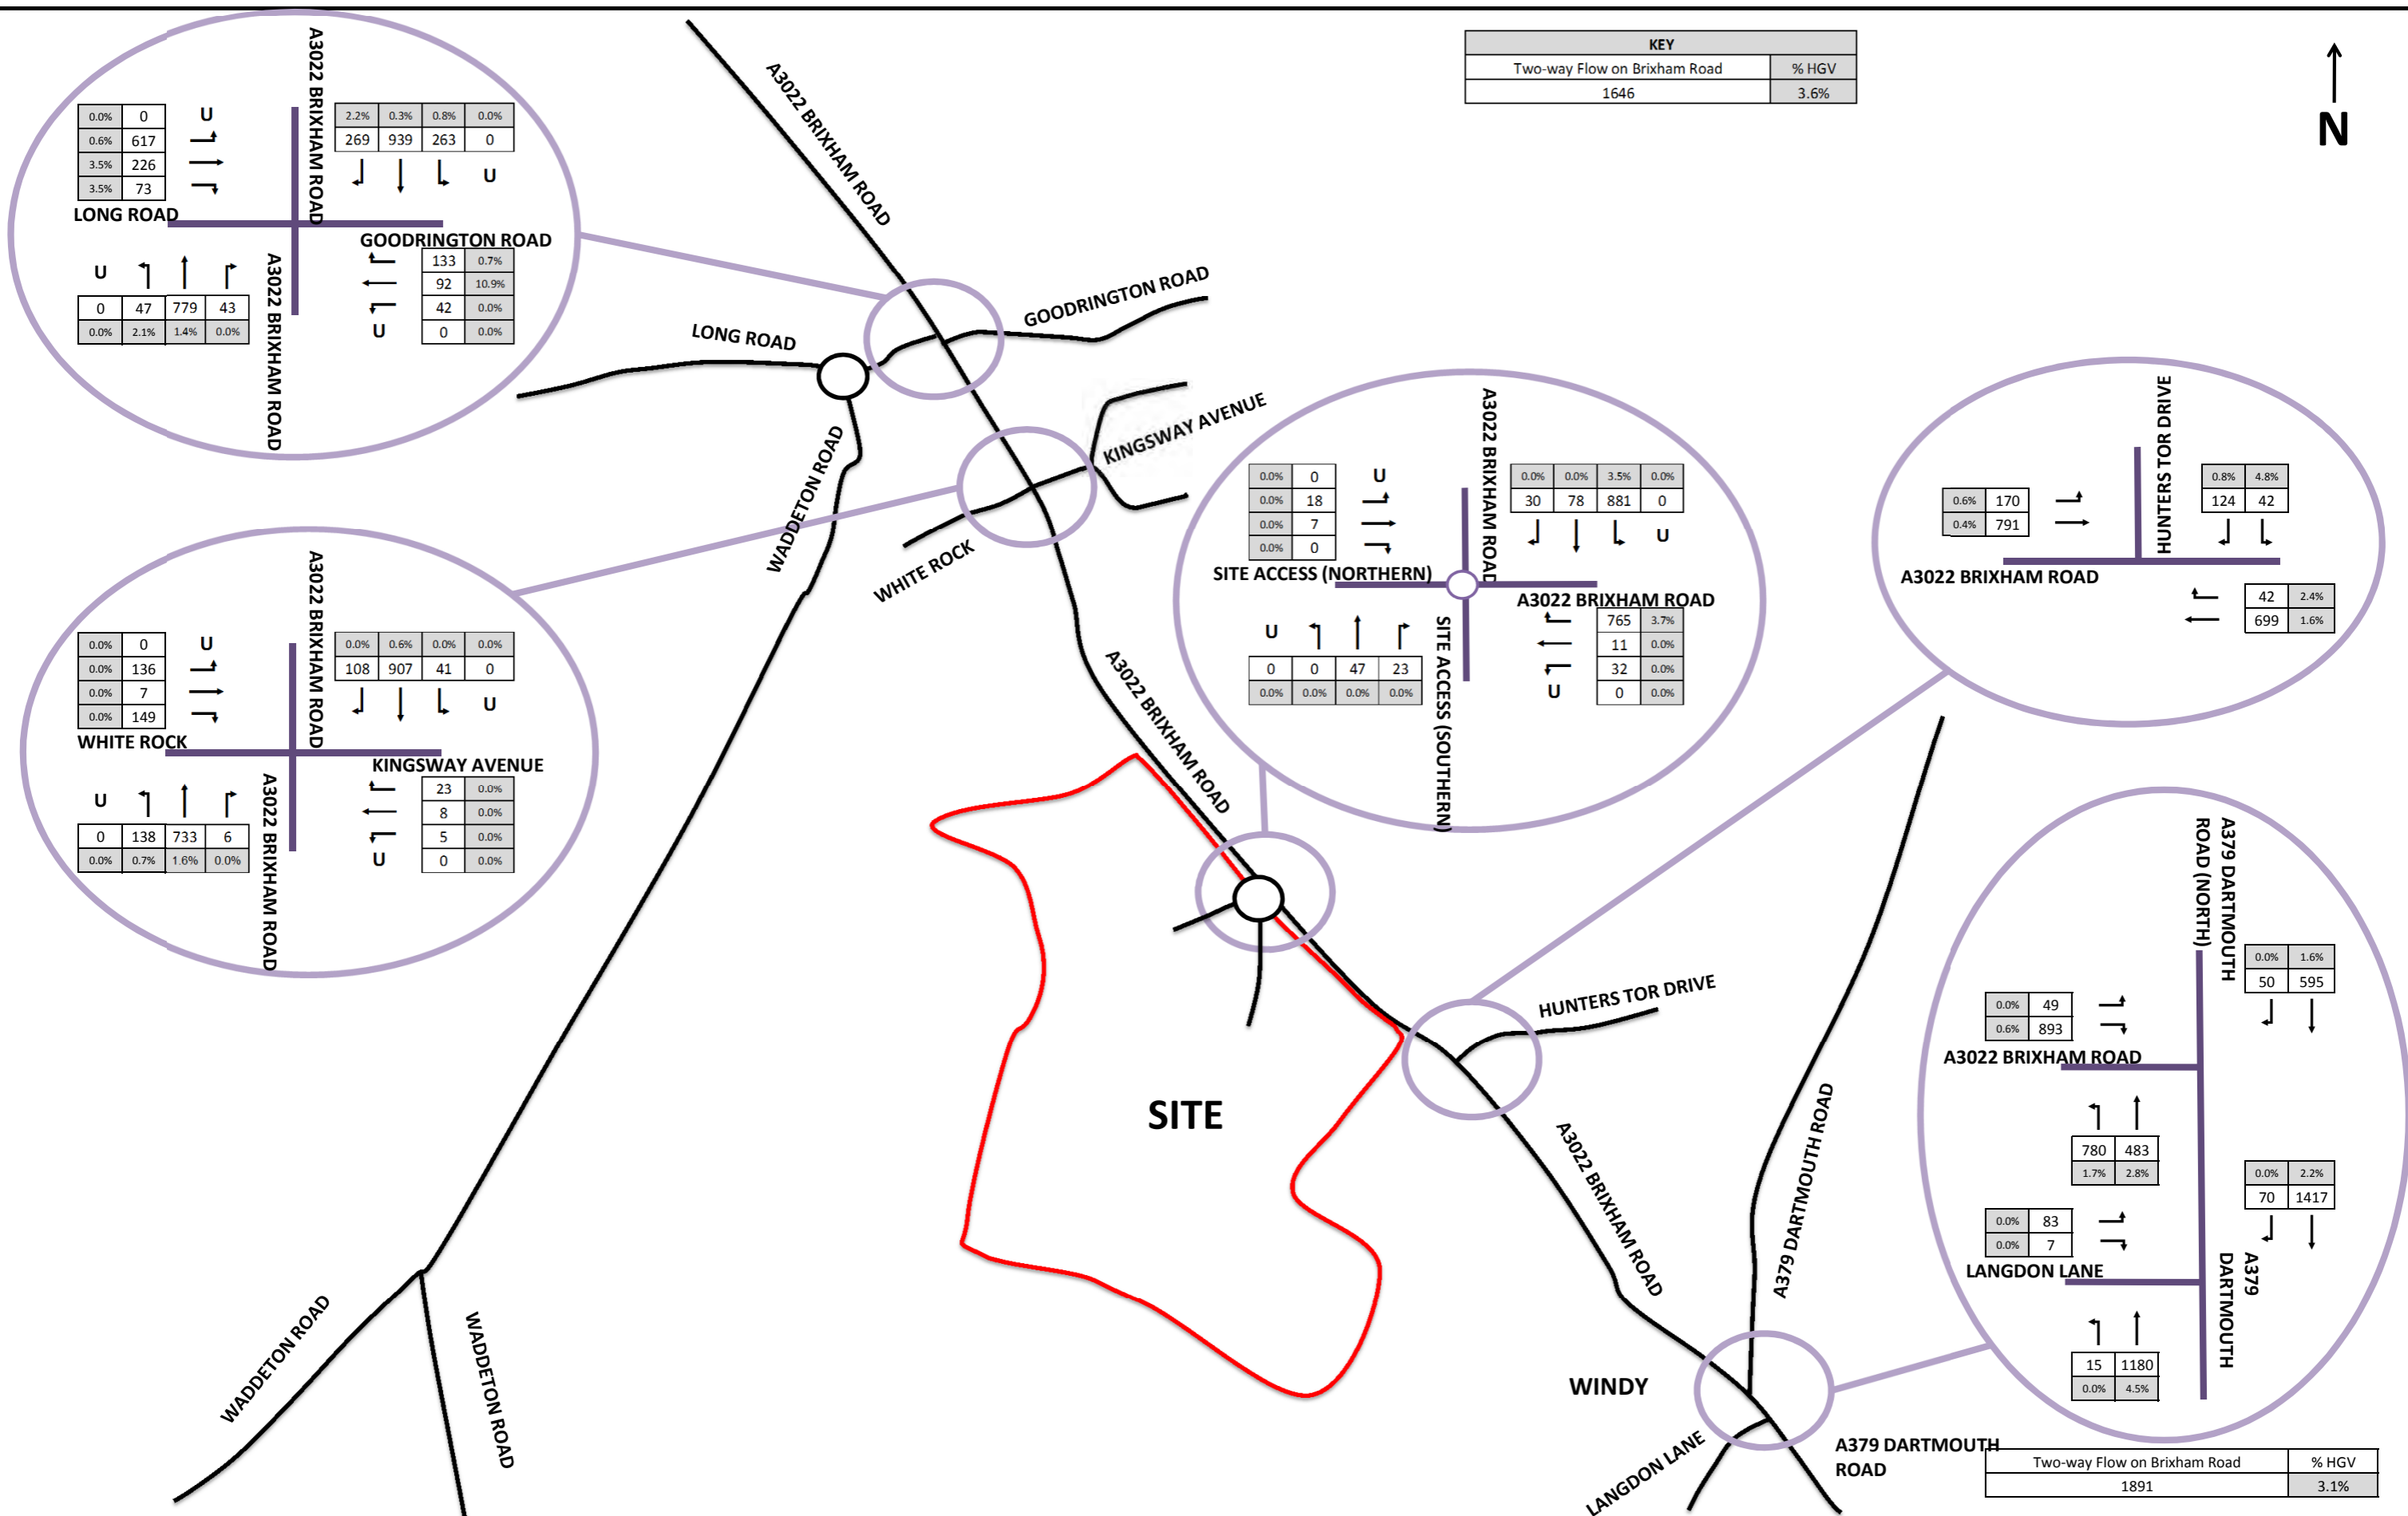 KEY
Two-way Flow on Brixham Road % HGV
1646 3.6%
N
A3022 BRIXHAM ROAD
0.0% 0 U
0.6% 617
3.5% 226
3.5% 73
LONG ROAD
2.2% 0.3% 0.8% 0.0%
269 939 263 0
U
GOODRINGTON ROAD
133 0.7%
92 10.9%
42 0.0%
U 0 0.0%
U
0 47 779 43
0.0% 2.1% 1.4% 0.0%
A3022 BRIXHAM ROAD
A3022 BRIXHAM ROAD
LONG ROAD
GOODRINGTON ROAD
KINGSWAY AVENUE
WADDETON ROAD
WHITE ROCK
A3022 BRIXHAM ROAD
0.0% 0 U
0.0% 136
0.0% 7
0.0% 149
WHITE ROCK
0.0% 0.6% 0.0% 0.0%
108 907 41 0
U
KINGSWAY AVENUE
23 0.0%
8 0.0%
5 0.0%
U 0 0.0%
U
0 138 733 6
0.0% 0.7% 1.6% 0.0%
A3022 BRIXHAM ROAD
A3022 BRIXHAM ROAD
0.0% 0 U
0.0% 18
0.0% 7
0.0% 0
SITE ACCESS (NORTHERN)
0.0% 0.0% 3.5% 0.0%
30 78 881 0
U
A3022 BRIXHAM ROAD
765 3.7%
11 0.0%
32 0.0%
U 0 0.0%
U
0 0 47 23
0.0% 0.0% 0.0% 0.0%
SITE ACCESS (SOUTHERN)
HUNTERS TOR DRIVE
0.6% 170
0.4% 791
0.8% 4.8%
124 42
A3022 BRIXHAM ROAD
42 2.4%
699 1.6%
A3022 BRIXHAM ROAD
HUNTERS TOR DRIVE
SITE
A3022 BRIXHAM ROAD
A379 DARTMOUTH ROAD
A379 DARTMOUTH
ROAD (NORTH)
0.0% 1.6%
50 595
0.0% 49
0.6% 893
A3022 BRIXHAM ROAD
780 483
1.7% 2.8%
0.0% 2.2%
70 1417
0.0% 83
0.0% 7
LANGDON LANE
A379
DARTMOUTH
15 1180
0.0% 4.5%
WADDETON ROAD
WADDETON ROAD
WINDY
LANGDON LANE
A379 DARTMOUTH
ROAD
Two-way Flow on Brixham Road % HGV
1891 3.1%